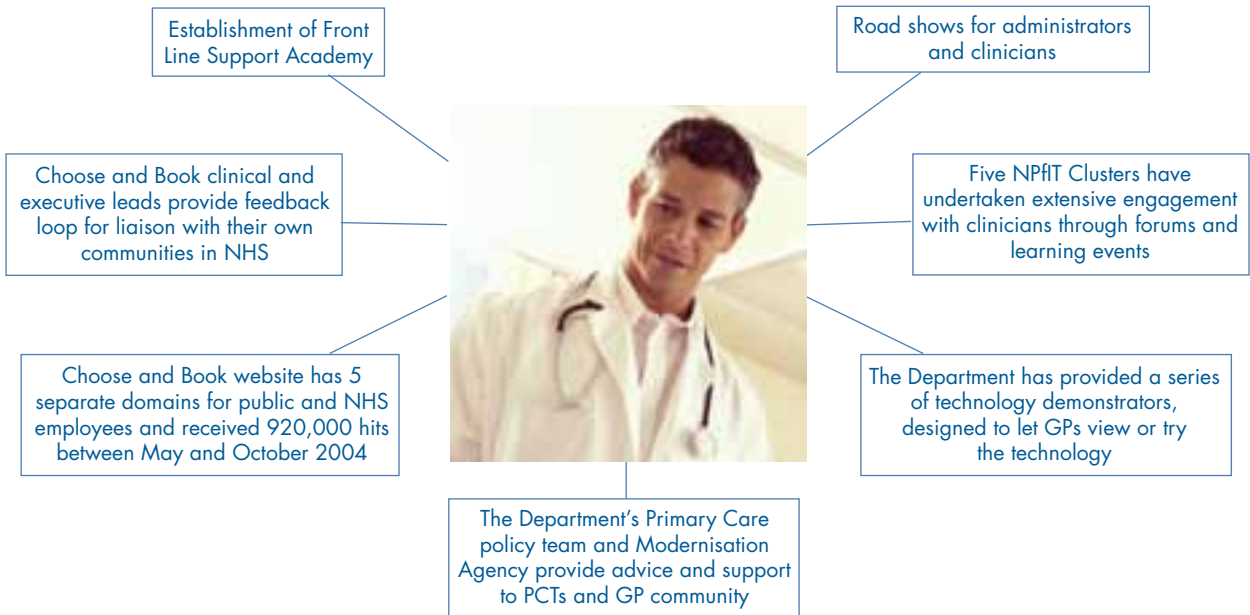 Establishment of Front
Line Support Academy
Road shows for administrators
and clinicians
Choose and Book clinical and
executive leads provide feedback
loop for liaison with their own
communities in NHS
Five NPfIT Clusters have
undertaken extensive engagement
with clinicians through forums and
learning events
Choose and Book website has 5
separate domains for public and NHS
employees and received 920,000 hits
between May and October 2004
The Department has provided a series
of technology demonstrators,
designed to let GPs view or try
the technology
The Department's Primary Care
policy team and Modernisation
Agency provide advice and support
to PCTs and GP community